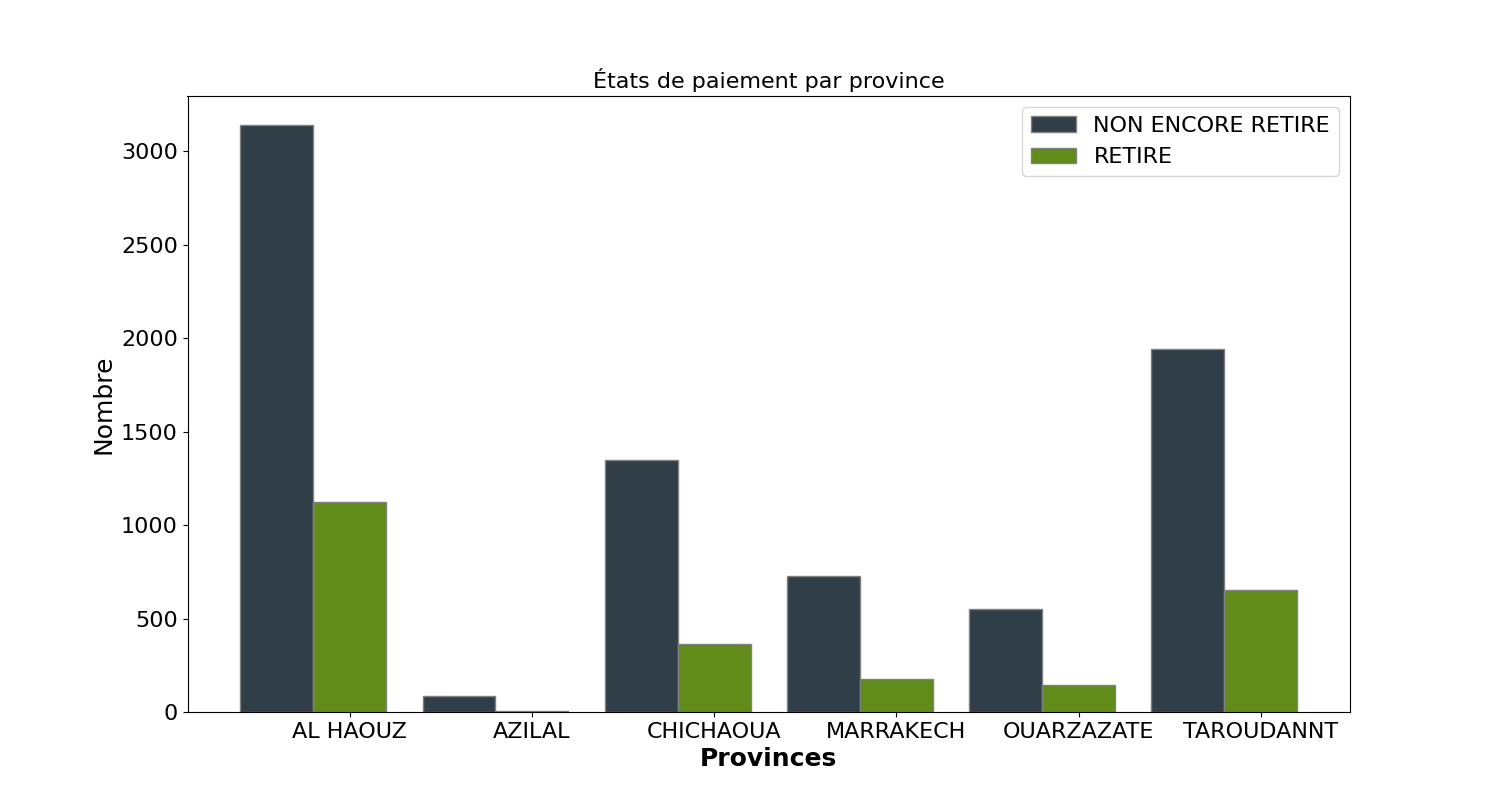 États de paiement par province
NON ENCORE RETIRE
RETIRE
3000
2500
2000
1500
1000
500
0
Nombre
AL HAOUZ AZILAL CHICHAOUA MARRAKECH OUARZAZATE TAROUDANNT
Provinces